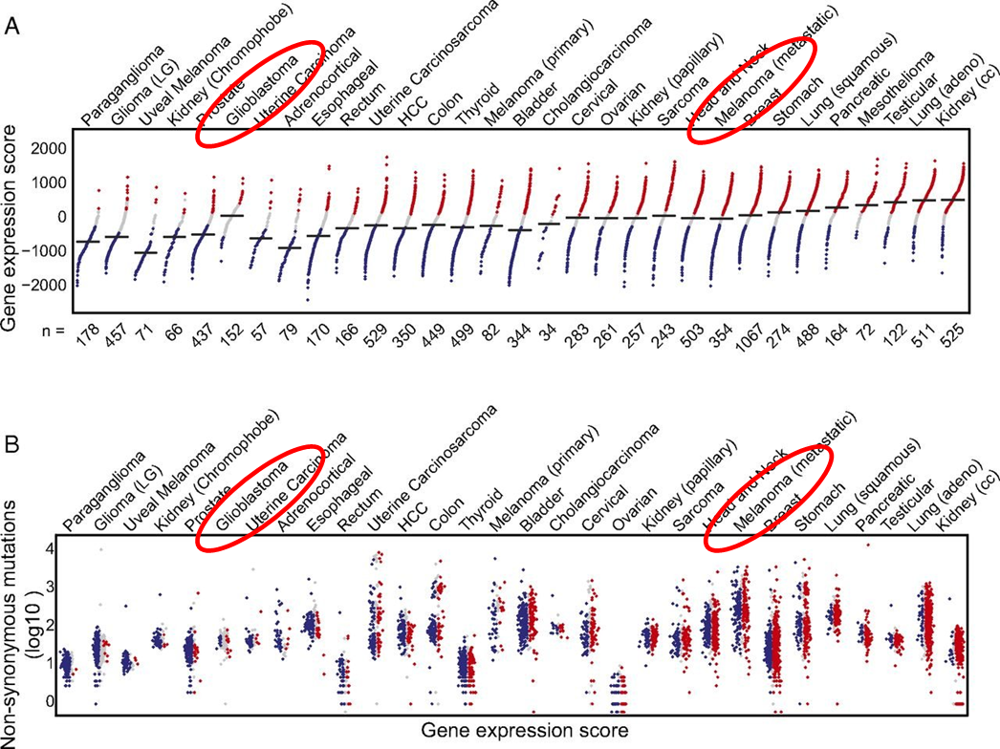 A
Paraganglioma
Glioma (LG)
Uveal Melanoma
Kidney (Chromophobe)
Prostate
Glioblastoma
Uterine Carcinoma
Adrenocortical
Esophageal
Rectum
Uterine Carcinosarcoma
HCC
Colon
Thyroid
Melanoma (primary)
Bladder
Cholangiocarcinoma
Cervical
Ovarian
Kidney (papillary)
Sarcoma
Head and Neck
Melanoma (metastatic)
Breast
Stomach
Lung (squamous)
Pancreatic
Mesothelioma
Testicular
Lung (adeno)
Kidney (cc)
Gene expression score
2000
1000
0
−1000
−2000
n = 178 457 71 66 437 152 57 79 170 166 529 350 449 499 82 344 34 283 261 257 243 503 354 1067 274 488 164 72 122 511 525
B
Paraganglioma
Glioma (LG)
Uveal Melanoma
Kidney (Chromophobe)
Prostate
Glioblastoma
Uterine Carcinoma
Adrenocortical
Esophageal
Rectum
Uterine Carcinosarcoma
HCC
Colon
Thyroid
Melanoma (primary)
Bladder
Cholangiocarcinoma
Cervical
Ovarian
Kidney (papillary)
Sarcoma
Head and Neck
Melanoma (metastatic)
Breast
Stomach
Lung (squamous)
Pancreatic
Testicular
Lung (adeno)
Kidney (cc)
Non-synonymous mutations
(log10 )
4
3
2
1
0
Gene expression score